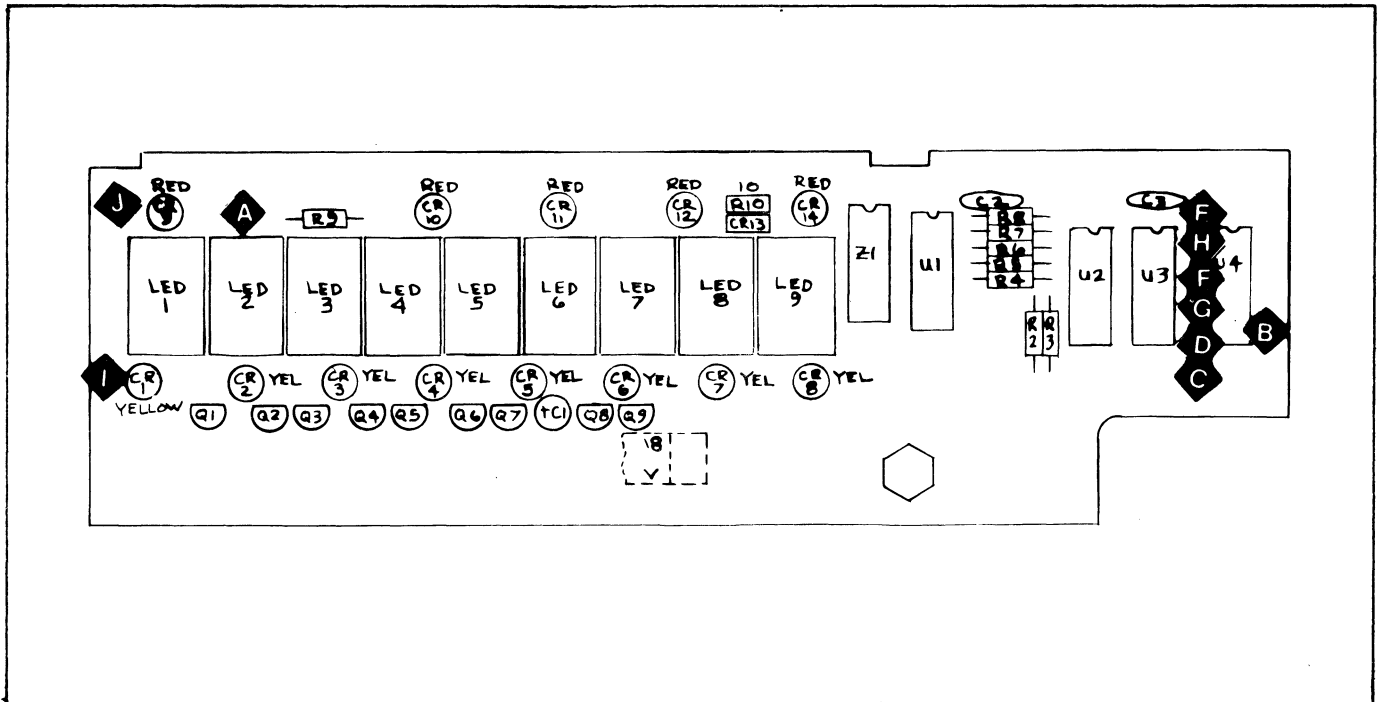 RED RED RED RED 10 RED
J CR 9 A R9 CR 10 CR 11 CR 12 R10 CR 14 C2 C3 F
CR13
R8
R7
R6
R5
R4
LED 1 LED 2 LED 3 LED 4 LED 5 LED 6 LED 7 LED 8 LED 9 Z1 U1 U2 U3 U4
H
F
G
D
C
R 2 R 3 B
I CR 1 CR 2 YEL CR 3 YEL CR 4 YEL CR 5 YEL CR 6 YEL CR 7 YEL CR 8 YEL
YELLOW Q1 Q2 Q3 Q4 Q5 Q6 Q7 +C1 Q8 Q9